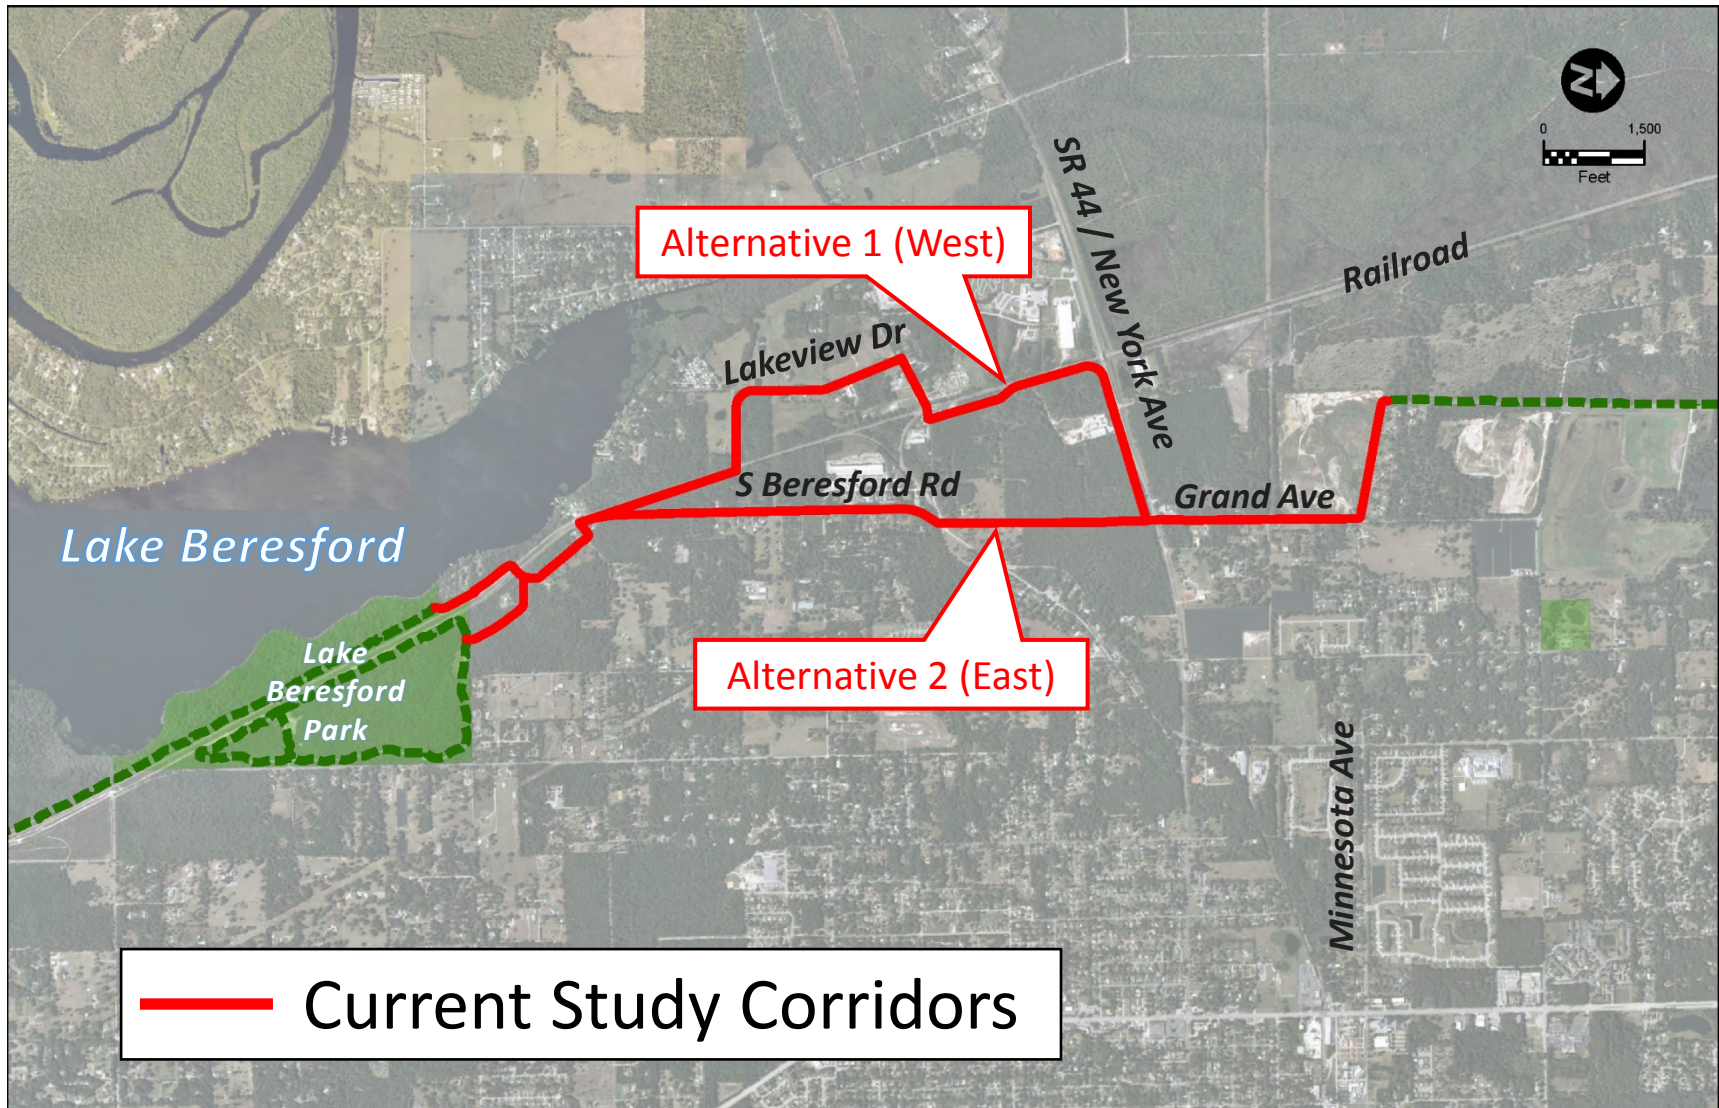 N
0 1,500
Feet
SR 44 / New York Ave
Alternative 1 (West)
Railroad
Lakeview Dr
S Beresford Rd
Grand Ave
Lake Beresford
Lake
Beresford
Park
Alternative 2 (East)
Minnesota Ave
Current Study Corridors